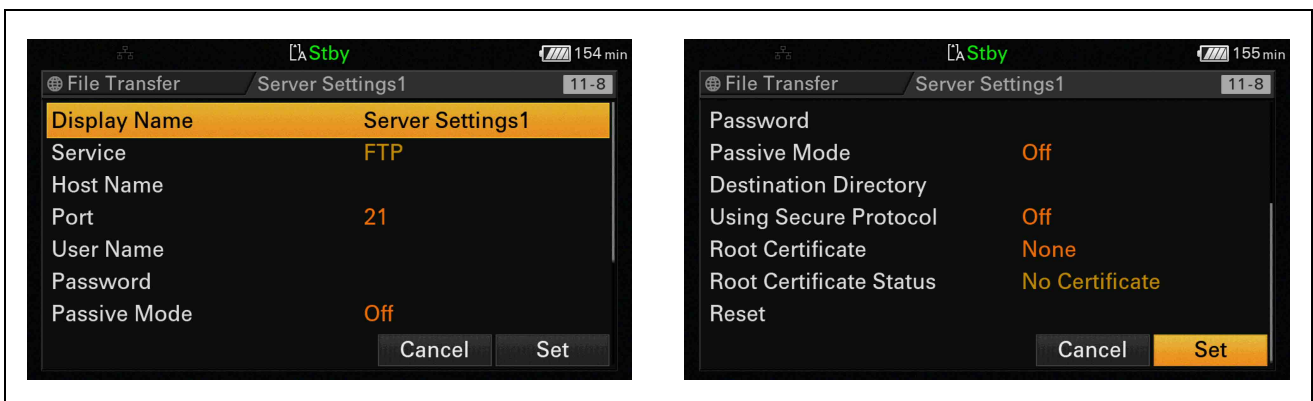 Stby 154 min
File Transfer Server Settings1 11-8
Display Name Server Settings1
Service FTP
Host Name
Port 21
User Name
Password
Passive Mode Off
Cancel Set
Stby 155 min
File Transfer Server Settings1 11-8
Password
Passive Mode Off
Destination Directory
Using Secure Protocol Off
Root Certificate None
Root Certificate Status No Certificate
Reset
Cancel Set